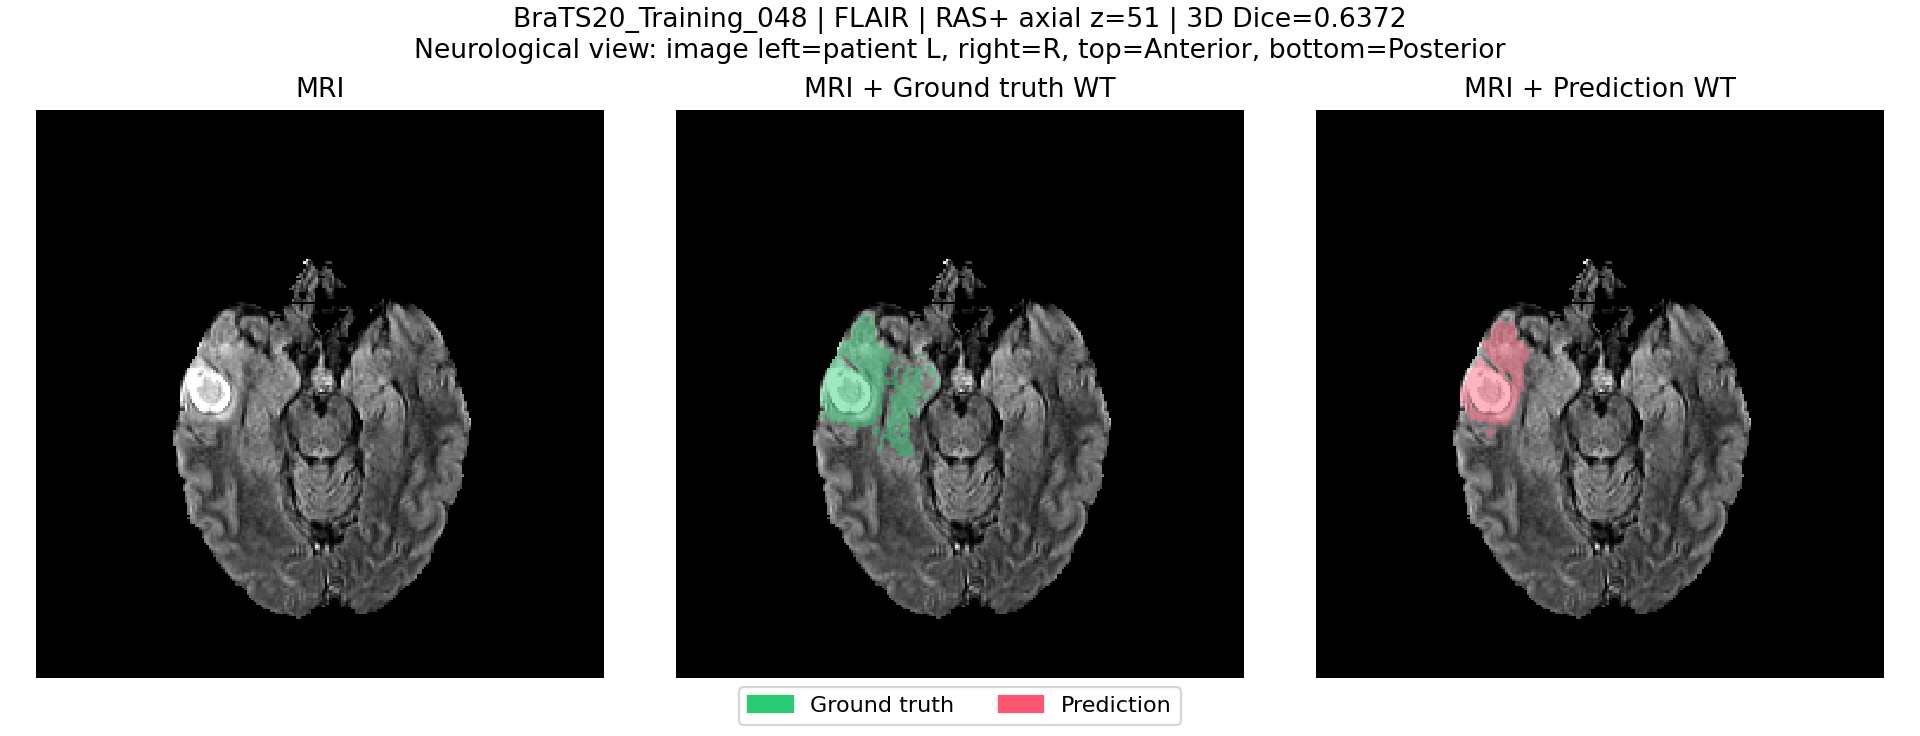 BraTS20_Training_048 | FLAIR | RAS+ axial z=51 | 3D Dice=0.6372
Neurological view: image left=patient L, right=R, top=Anterior, bottom=Posterior
MRI
MRI + Ground truth WT
MRI + Prediction WT
Ground truth
Prediction